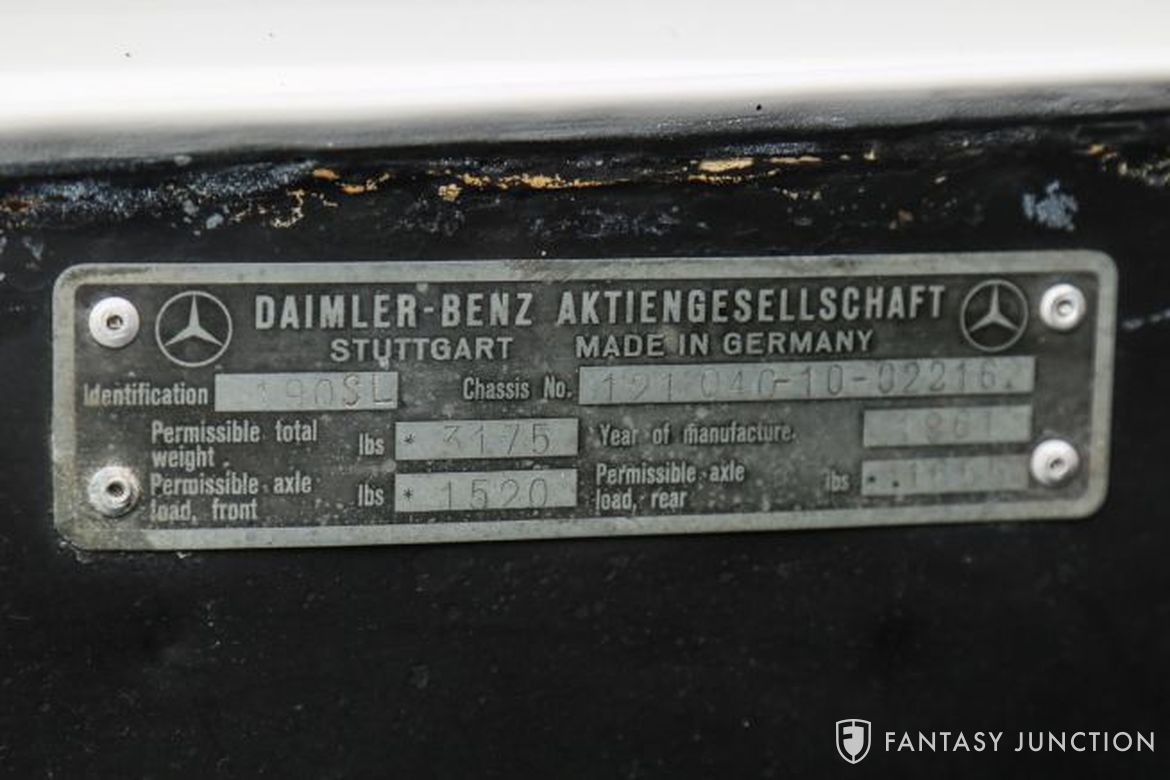 DAIMLER-BENZ AKTIENGESELLSCHAFT
STUTTGART MADE IN GERMANY
Identification 190SL Chassis No. 121 040-10-02216.
Permissible total weight lbs * 3175 Year of manufacture 1961
Permissible axle load, front lbs * 1520 Permissible axle load, rear lbs *
FANTASY JUNCTION